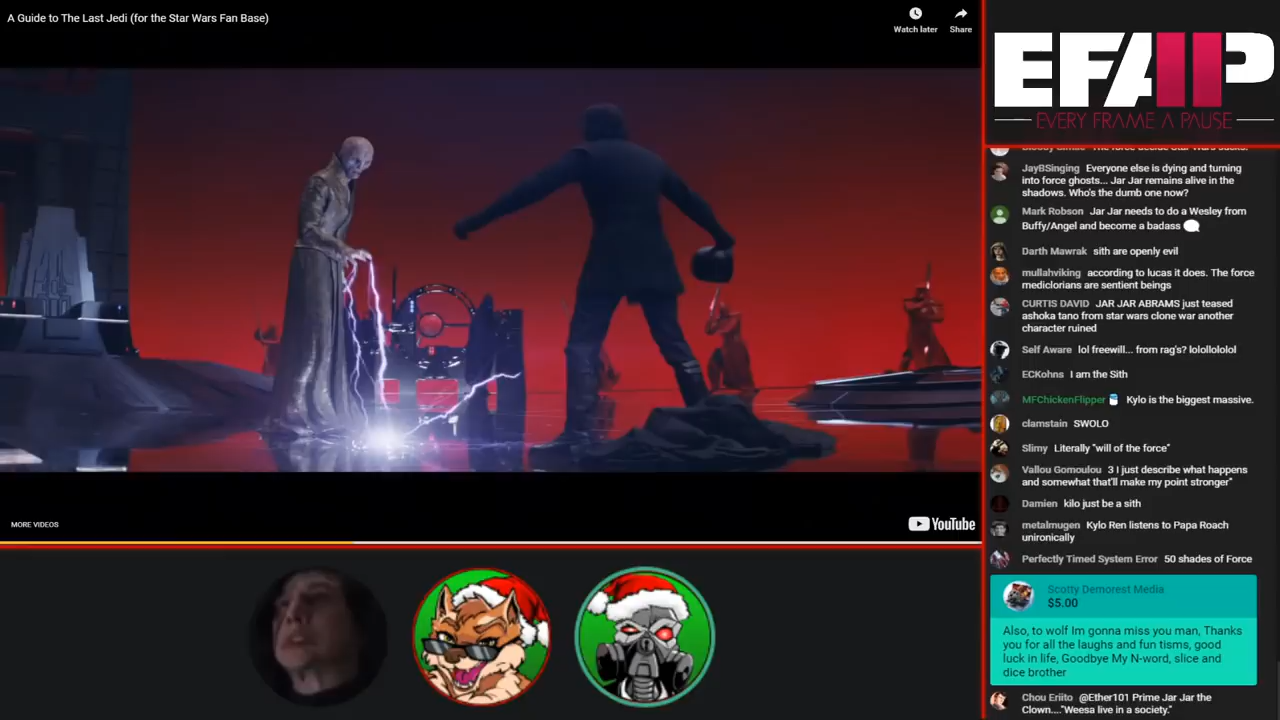 A Guide to The Last Jedi (for the Star Wars Fan Base)
Watch later
Share
MORE VIDEOS
YouTube
EFAP
EVERY FRAME A PAUSE
JayBSinging Everyone else is dying and turning
into force ghosts... Jar Jar remains alive in the
shadows. Who's the dumb one now?
Mark Robson Jar Jar needs to do a Wesley from
Buffy/Angel and become a badass
Darth Mawrak sith are openly evil
mullahviking according to lucas it does. The force
mediclorians are sentient beings
CURTIS DAVID JAR JAR ABRAMS just teased
ashoka tano from star wars clone war another
character ruined
Self Aware lol freewill... from rag's? lolollololol
ECKohns I am the Sith
MFChickenFlipper Kylo is the biggest massive.
clamstain SWOLO
Slimy Literally "will of the force"
Vallou Gomoulou 3 I just describe what happens
and somewhat that'll make my point stronger"
Damien kilo just be a sith
metalmugen Kylo Ren listens to Papa Roach
unironically
Perfectly Timed System Error 50 shades of Force
Scotty Demorest Media
$5.00
Also, to wolf Im gonna miss you man, Thanks
you for all the laughs and fun tisms, good
luck in life, Goodbye My N-word, slice and
dice brother
Chou Eriito @Ether101 Prime Jar Jar the
Clown...."Weesa live in a society."